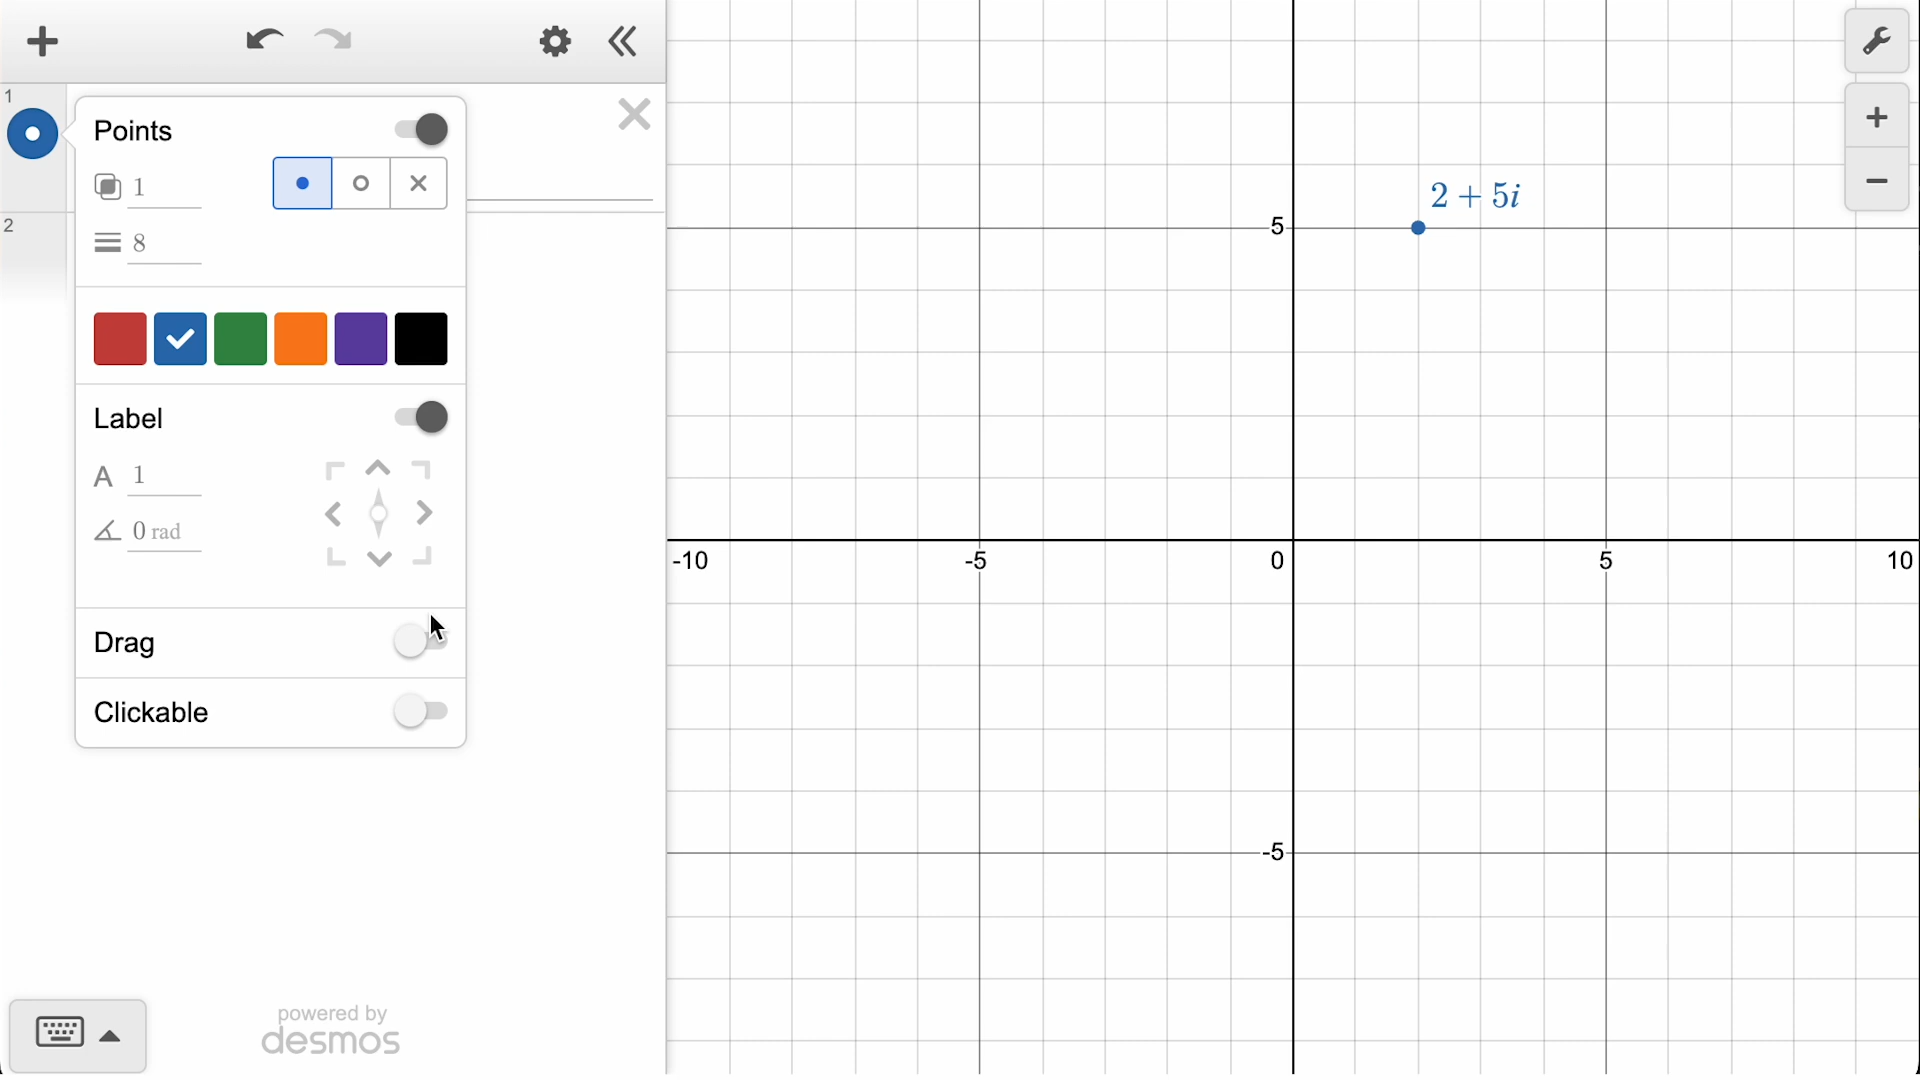 1
Points
1
8
2
Label
A 1
0 rad
Drag
Clickable
powered by
desmos
2 + 5i
5
-10
-5
0
5
10
-5